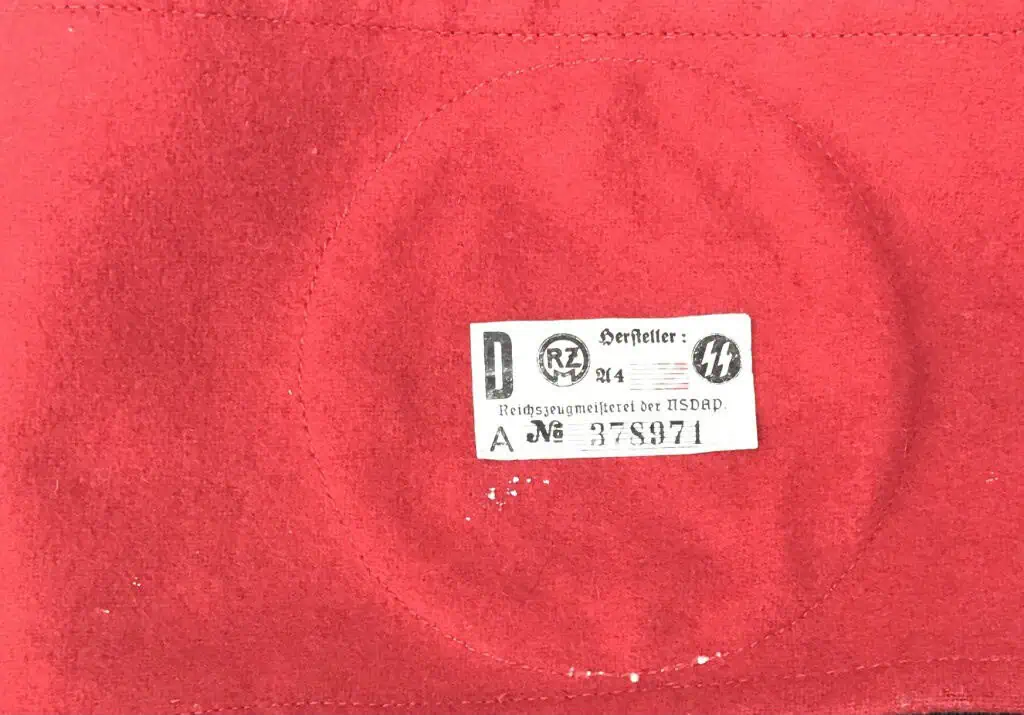 D RZM Hersteller :
A4
Reichszeugmeisterei der NSDAP.
A № 378971